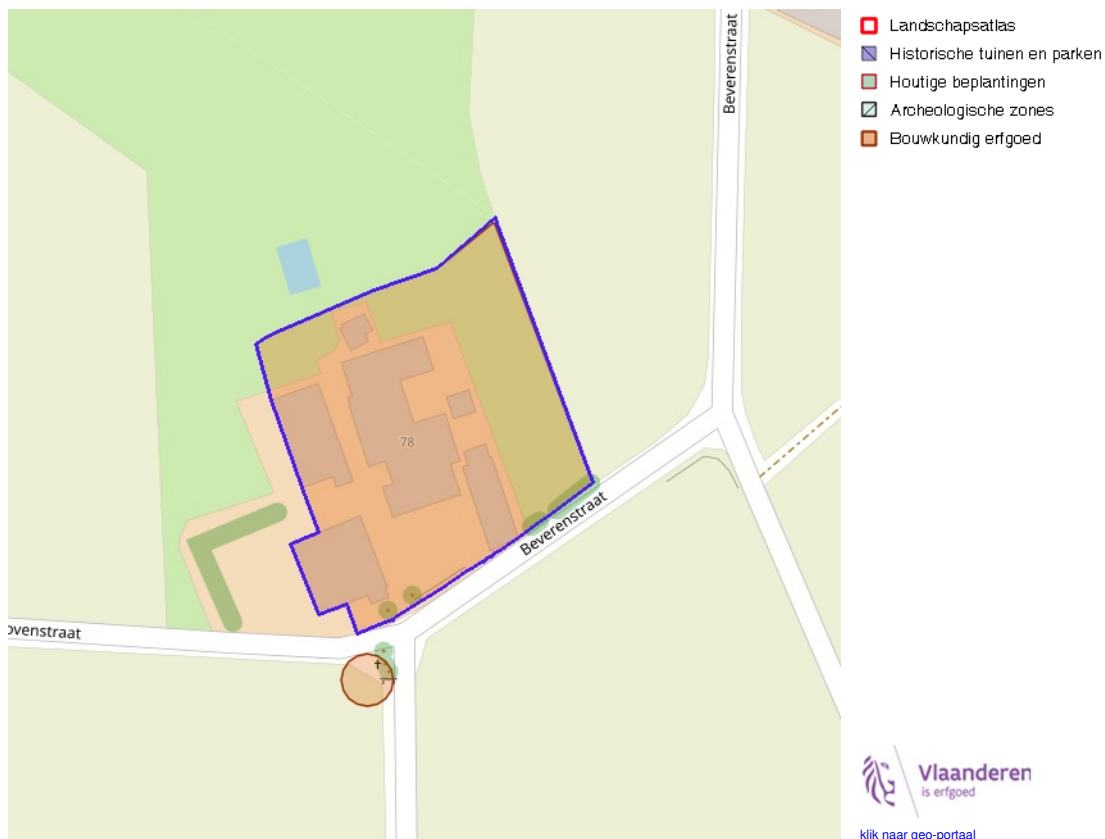 Beverenstraat
Landschapsatlas
Historische tuinen en parken
Houtige beplantingen
Archeologische zones
Bouwkundig erfgoed
78
Beverenstraat
ovenstraat
Vlaanderen
is erfgoed
klik naar geo-portaal